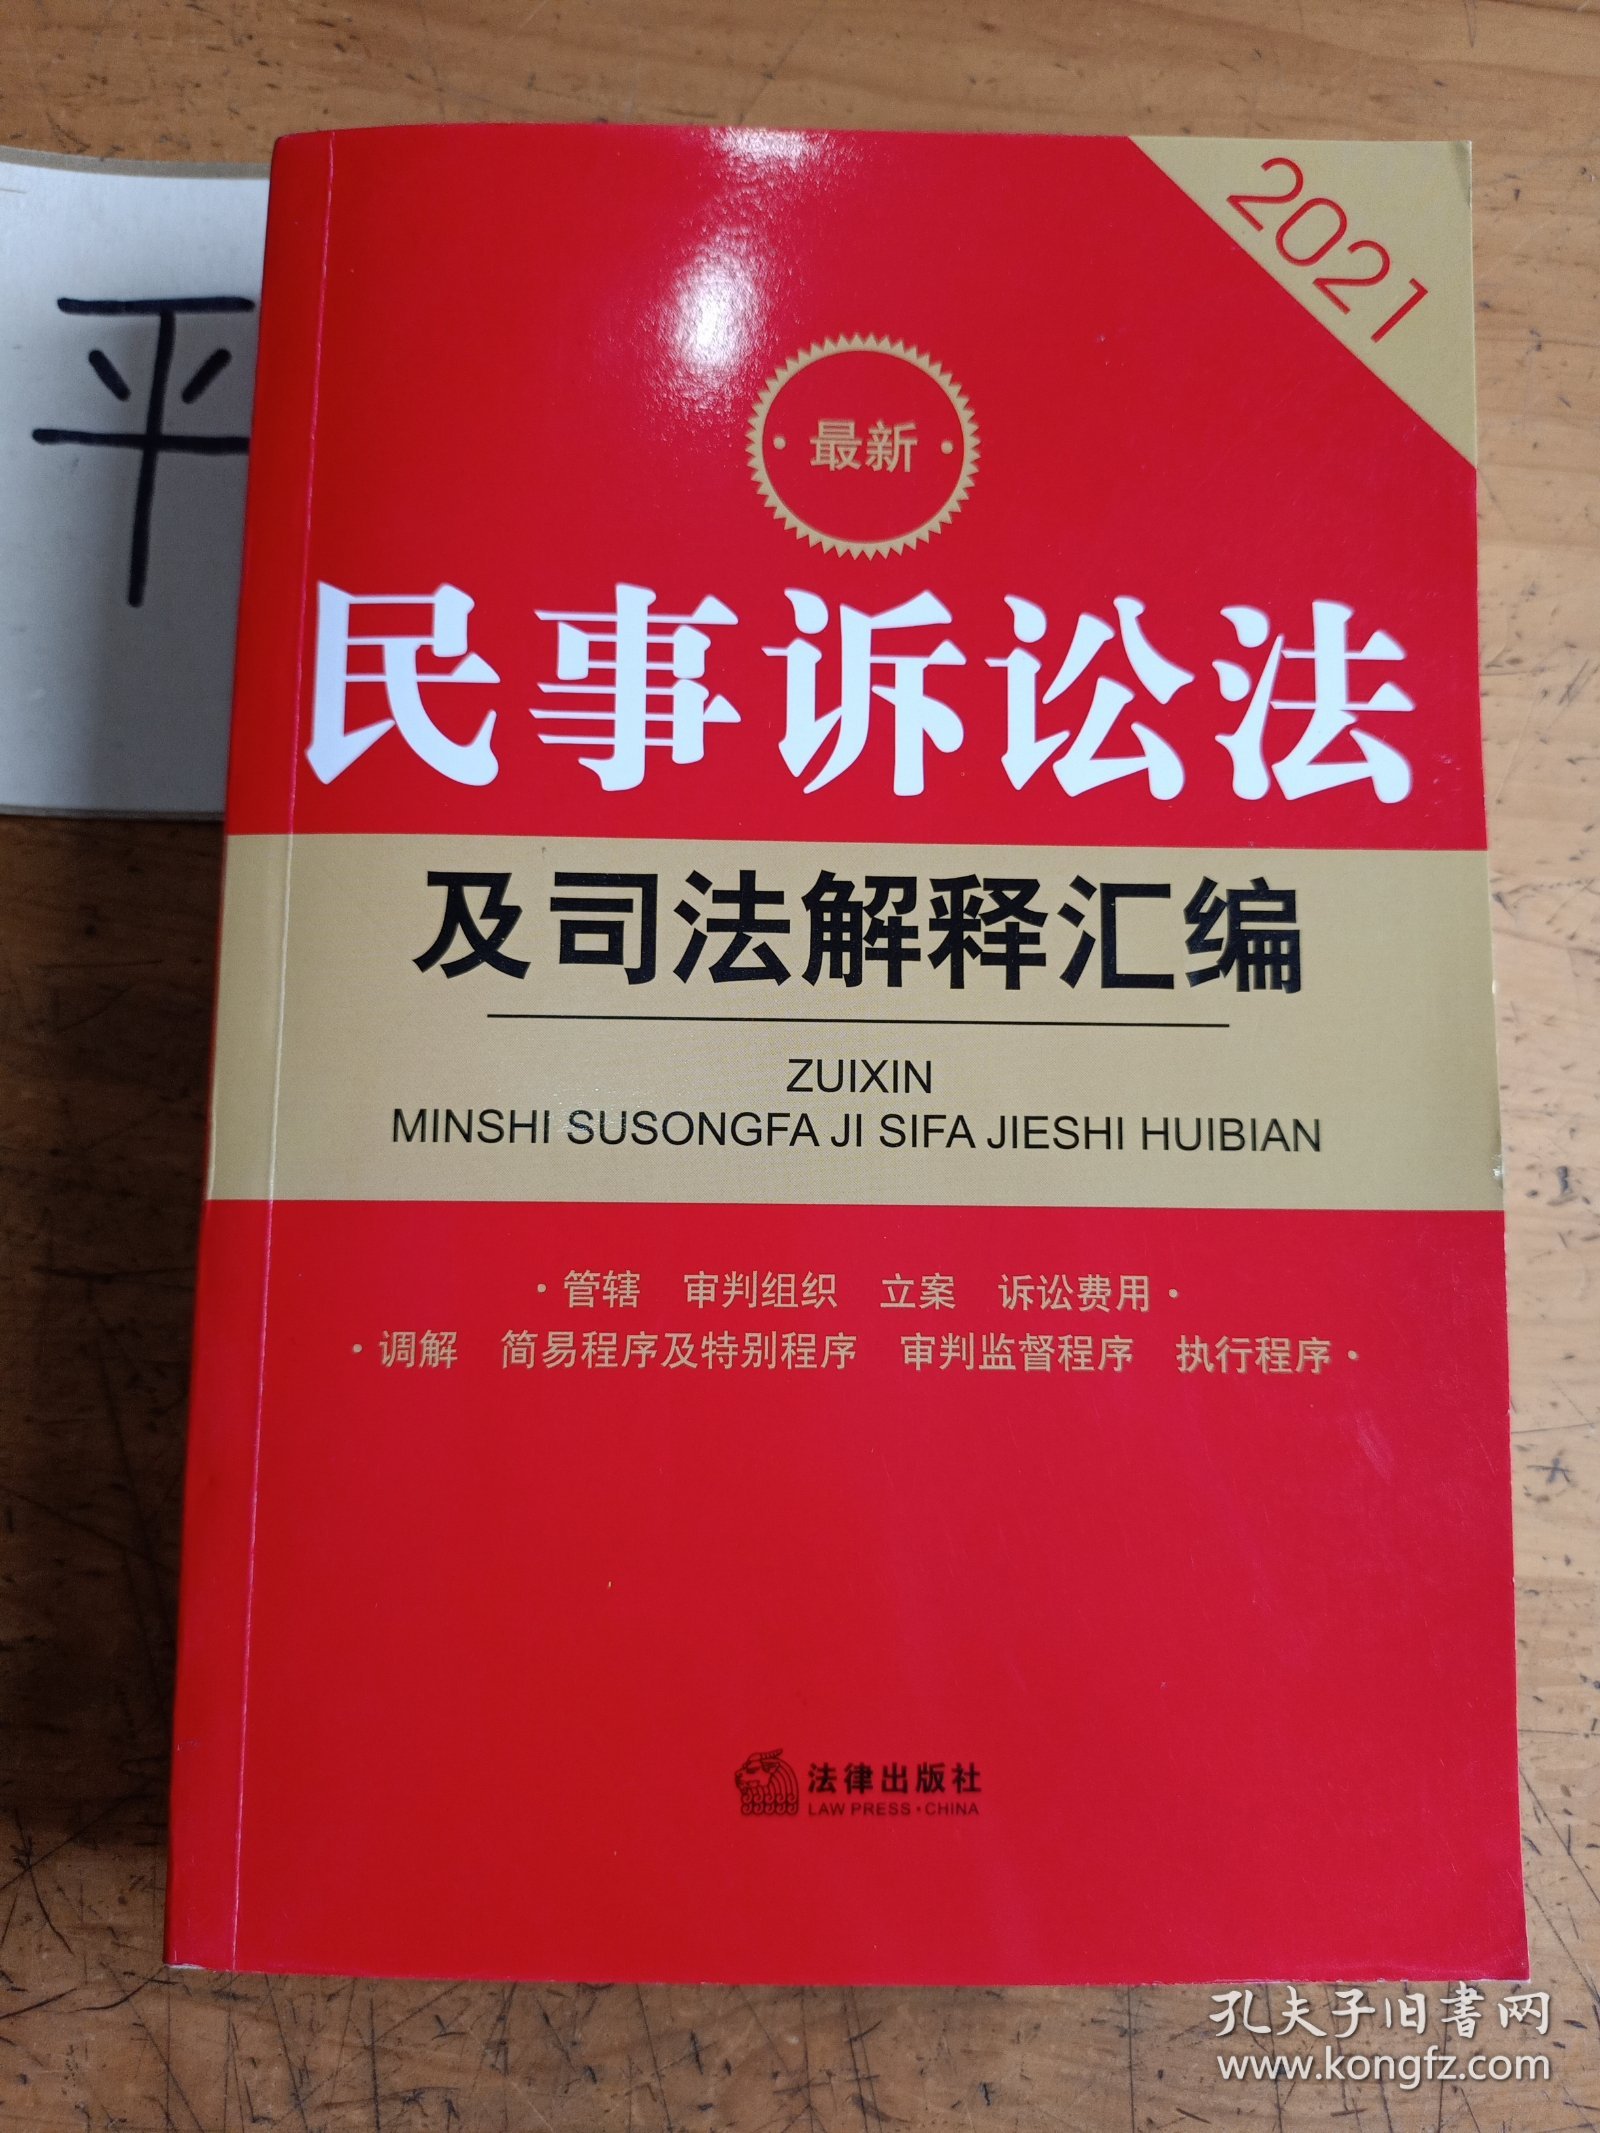 平
2021
·最新·
民事诉讼法
及司法解释汇编
ZUIXIN
MINSHI SUSONGFA JI SIFA JIESHI HUIBIAN
·管辖 审判组织 立案 诉讼费用·
·调解 简易程序及特别程序 审判监督程序 执行程序·
法律出版社
LAW PRESS·CHINA
孔夫子旧書网
www.kongfz.com